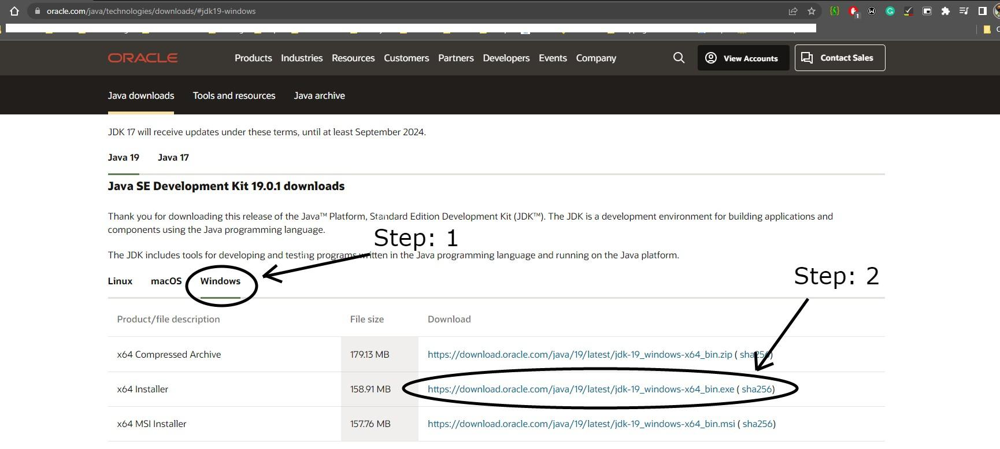 oracle.com/java/technologies/downloads/#jdk19-windows
1
ORACLE
Products Industries Resources Customers Partners Developers Events Company
View Accounts
Contact Sales
Java downloads Tools and resources Java archive
JDK 17 will receive updates under these terms, until at least September 2024.
Java 19 Java 17
Java SE Development Kit 19.0.1 downloads
Thank you for downloading this release of the Java™ Platform, Standard Edition Development Kit (JDK™). The JDK is a development environment for building applications and
components using the Java programming language.
Step: 1
The JDK includes tools for developing and testing programs written in the Java programming language and running on the Java platform.
Step: 2
Linux macOS Windows
Product/file description File size Download
x64 Compressed Archive 179.13 MB https://download.oracle.com/java/19/latest/jdk-19_windows-x64_bin.zip ( sha256)
x64 Installer 158.91 MB https://download.oracle.com/java/19/latest/jdk-19_windows-x64_bin.exe ( sha256)
x64 MSI Installer 157.76 MB https://download.oracle.com/java/19/latest/jdk-19_windows-x64_bin.msi ( sha256)